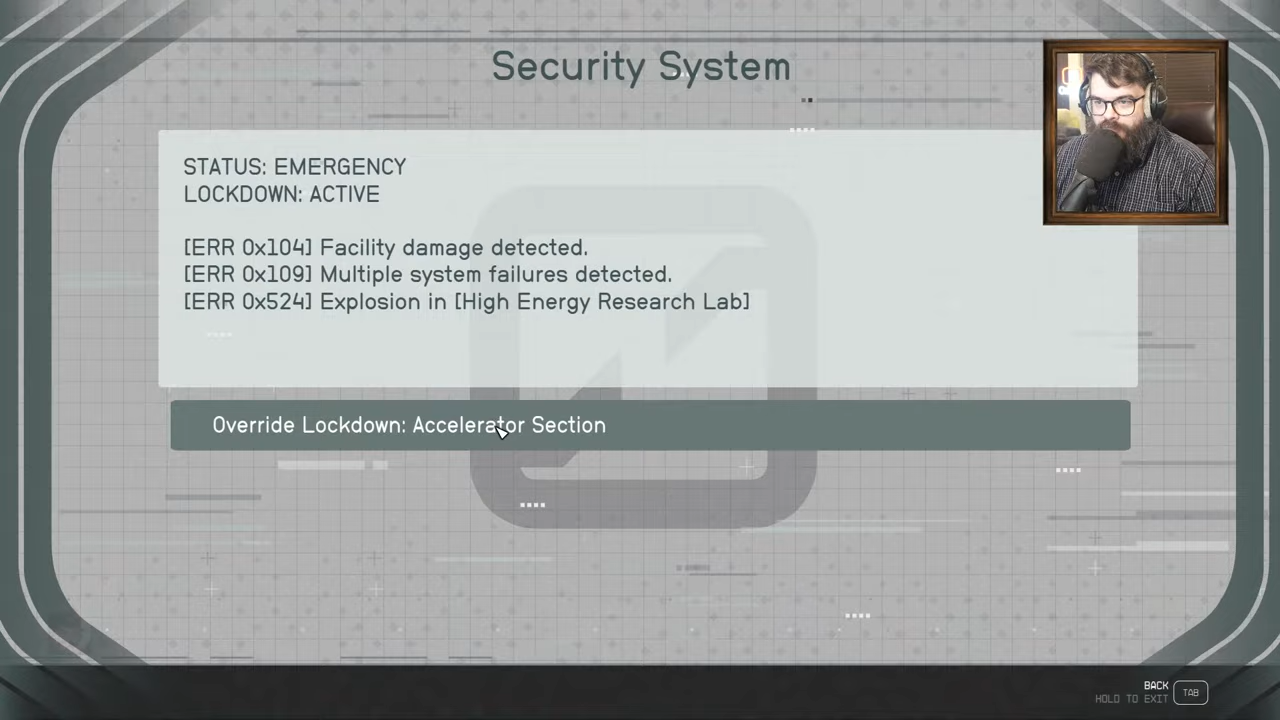 Security System
STATUS: EMERGENCY
LOCKDOWN: ACTIVE
[ERR 0x104] Facility damage detected.
[ERR 0x109] Multiple system failures detected.
[ERR 0x524] Explosion in [High Energy Research Lab]
Override Lockdown: Accelerator Section
BACK
HOLD TO EXIT
TAB